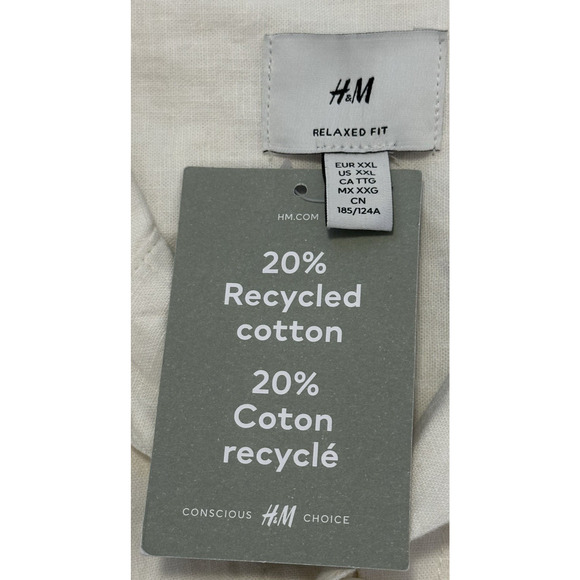 H&M
RELAXED FIT
EUR XXL
US XXL
CA TTG
MX XXG
CN
185/124A
HM.COM
20%
Recycled
cotton
20%
Coton
recyclé
CONSCIOUS H&M CHOICE